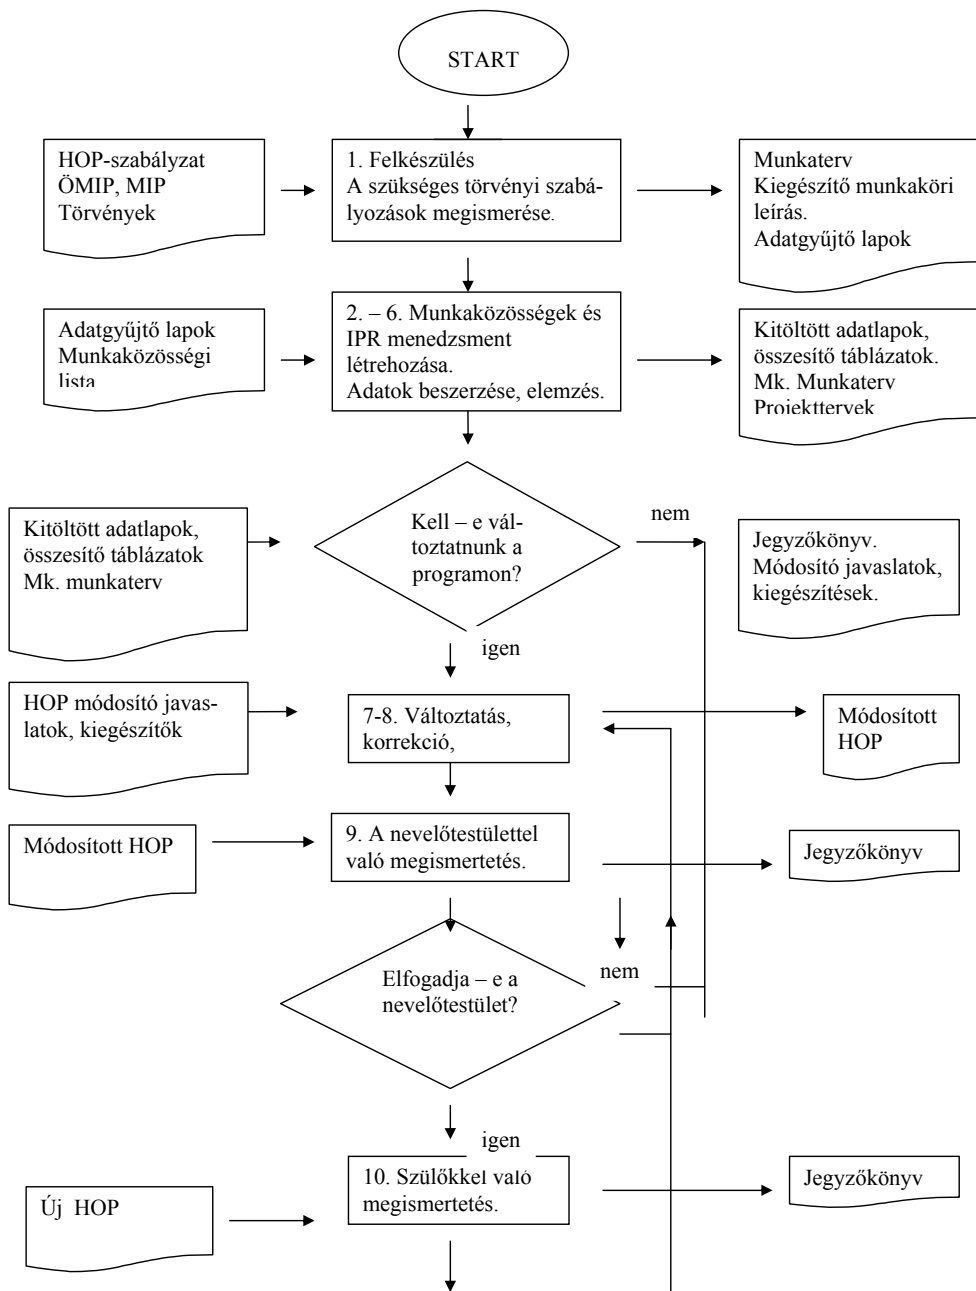 START
HOP-szabályzat
ÖMIP, MIP
Törvények
1. Felkészülés
A szükséges törvényi szabá-
lyozások megismerése.
Munkaterv
Kiegészítő munkaköri
leírás.
Adatgyűjtő lapok
Adatgyűjtő lapok
Munkaközösségi
lista
2. – 6. Munkaközösségek és
IPR menedzsment
létrehozása.
Adatok beszerzése, elemzés.
Kitöltött adatlapok,
összesítő táblázatok.
Mk. Munkaterv
Projekttervek
Kitöltött adatlapok,
összesítő táblázatok
Mk. munkaterv
Kell – e vál-
toztatnunk a
programon?
nem
Jegyzőkönyv.
Módosító javaslatok,
kiegészítések.
igen
HOP módosító javas-
latok, kiegészítők
7-8. Változtatás,
korrekció,
Módosított
HOP
Módosított HOP
9. A nevelőtestülettel
való megismertetés.
Jegyzőkönyv
Elfogadja – e a
nevelőtestület?
nem
igen
Új HOP
10. Szülőkkel való
megismertetés.
Jegyzőkönyv